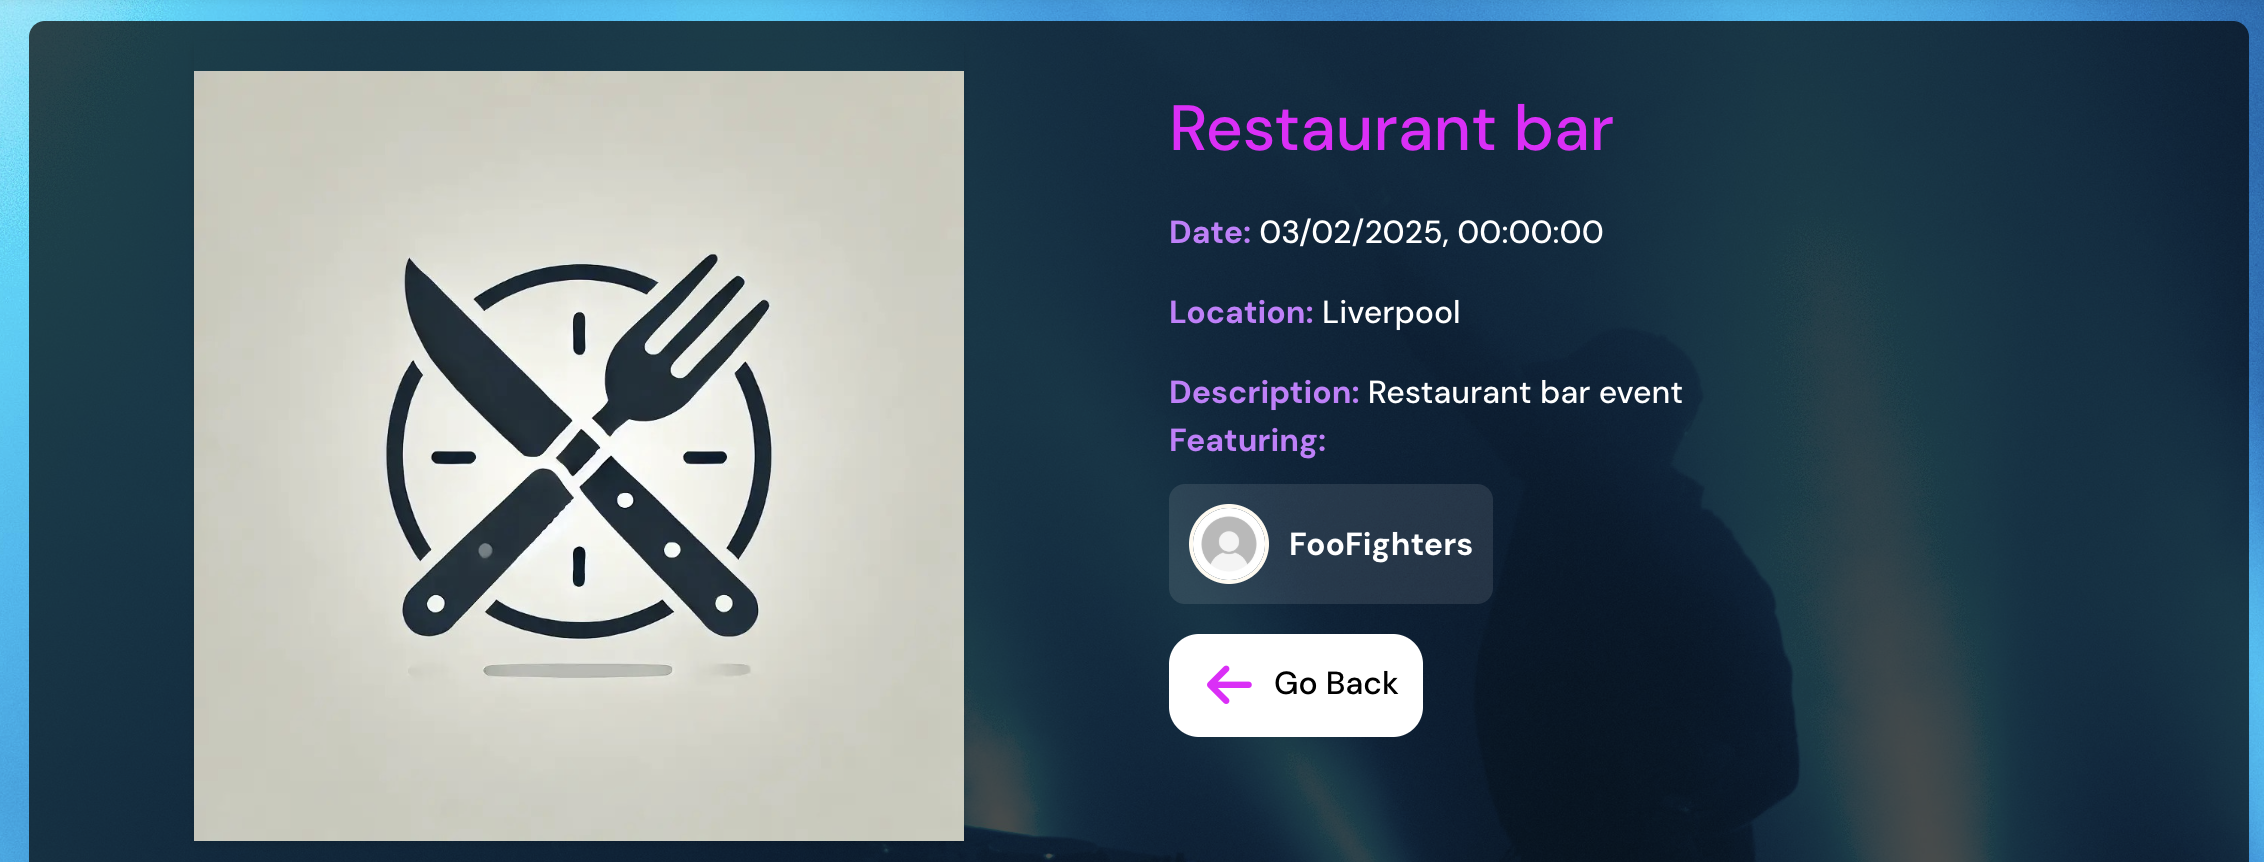 Restaurant bar
Date: 03/02/2025, 00:00:00
Location: Liverpool
Description: Restaurant bar event
Featuring:
FooFighters
Go Back